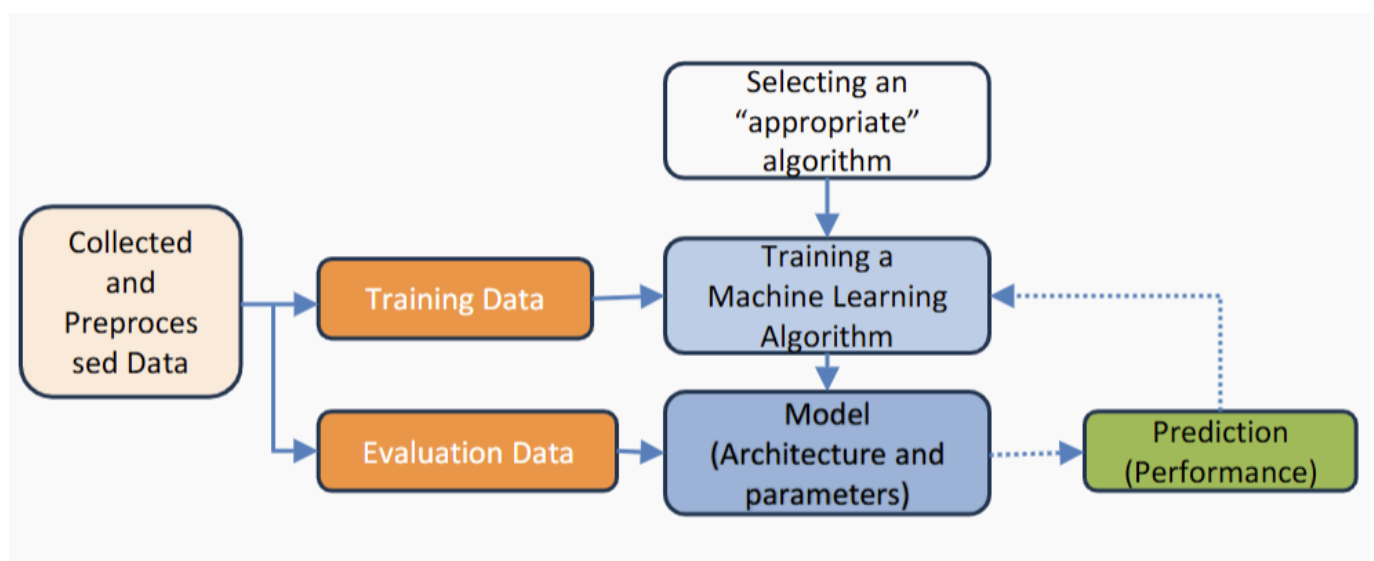 Selecting an
“appropriate”
algorithm
Collected
and
Preproces
sed Data
Training Data
Training a
Machine Learning
Algorithm
Evaluation Data
Model
(Architecture and
parameters)
Prediction
(Performance)